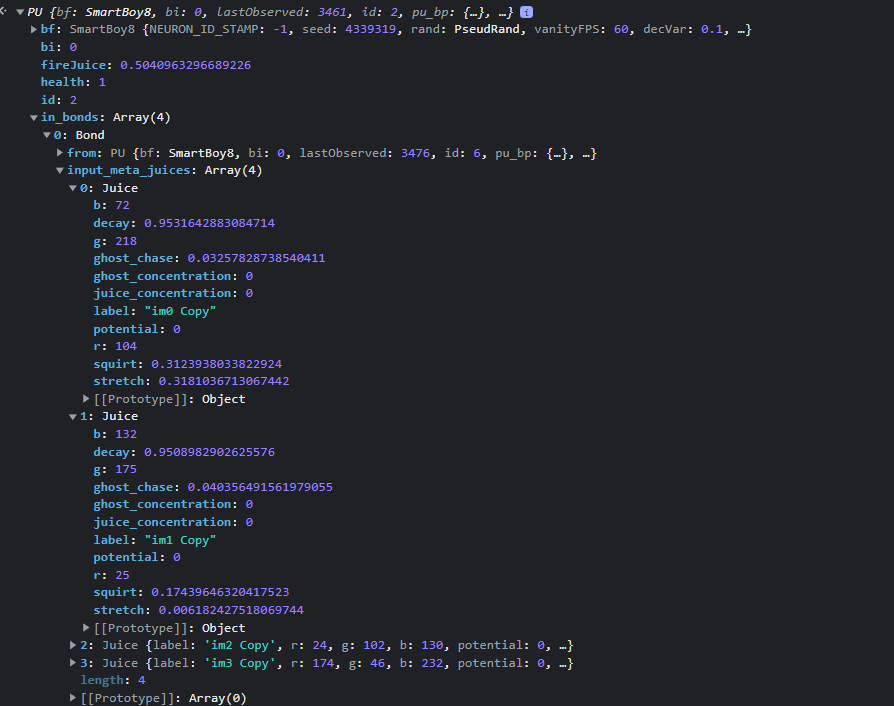 PU {bf: SmartBoy8, bi: 0, lastObserved: 3461, id: 2, pu_bp: {…}, …} i
bf: SmartBoy8 {NEURON_ID_STAMP: -1, seed: 4339319, rand: PseudRand, vanityFPS: 60, decVar: 0.1, …}
bi: 0
fireJuice: 0.5040963296689226
health: 1
id: 2
in_bonds: Array(4)
0: Bond
from: PU {bf: SmartBoy8, bi: 0, lastObserved: 3476, id: 6, pu_bp: {…}, …}
input_meta_juices: Array(4)
0: Juice
b: 72
decay: 0.9531642883084714
g: 218
ghost_chase: 0.03257828738540411
ghost_concentration: 0
juice_concentration: 0
label: "im0 Copy"
potential: 0
r: 104
squirt: 0.3123938033822924
stretch: 0.3181036713067442
[[Prototype]]: Object
1: Juice
b: 132
decay: 0.9508982902625576
g: 175
ghost_chase: 0.040356491561979055
ghost_concentration: 0
juice_concentration: 0
label: "im1 Copy"
potential: 0
r: 25
squirt: 0.17439646320417523
stretch: 0.006182427518069744
[[Prototype]]: Object
2: Juice {label: 'im2 Copy', r: 24, g: 102, b: 130, potential: 0, …}
3: Juice {label: 'im3 Copy', r: 174, g: 46, b: 232, potential: 0, …}
length: 4
[[Prototype]]: Array(0)